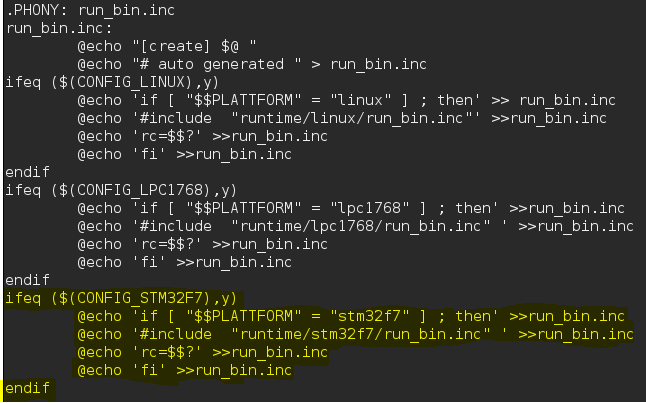 .PHONY: run_bin.inc
run_bin.inc:
        @echo "[create] $@ "
        @echo "# auto generated " > run_bin.inc
ifeq ($(CONFIG_LINUX),y)
        @echo 'if [ "$$PLATTFORM" = "linux" ] ; then' >> run_bin.inc
        @echo '#include  "runtime/linux/run_bin.inc"' >>run_bin.inc
        @echo 'rc=$$?' >>run_bin.inc
        @echo 'fi' >>run_bin.inc
endif
ifeq ($(CONFIG_LPC1768),y)
        @echo 'if [ "$$PLATTFORM" = "lpc1768" ] ; then' >>run_bin.inc
        @echo '#include  "runtime/lpc1768/run_bin.inc" ' >>run_bin.inc
        @echo 'rc=$$?' >>run_bin.inc
        @echo 'fi' >>run_bin.inc
endif
ifeq ($(CONFIG_STM32F7),y)
        @echo 'if [ "$$PLATTFORM" = "stm32f7" ] ; then' >>run_bin.inc
        @echo '#include  "runtime/stm32f7/run_bin.inc" ' >>run_bin.inc
        @echo 'rc=$$?' >>run_bin.inc
        @echo 'fi' >>run_bin.inc
endif